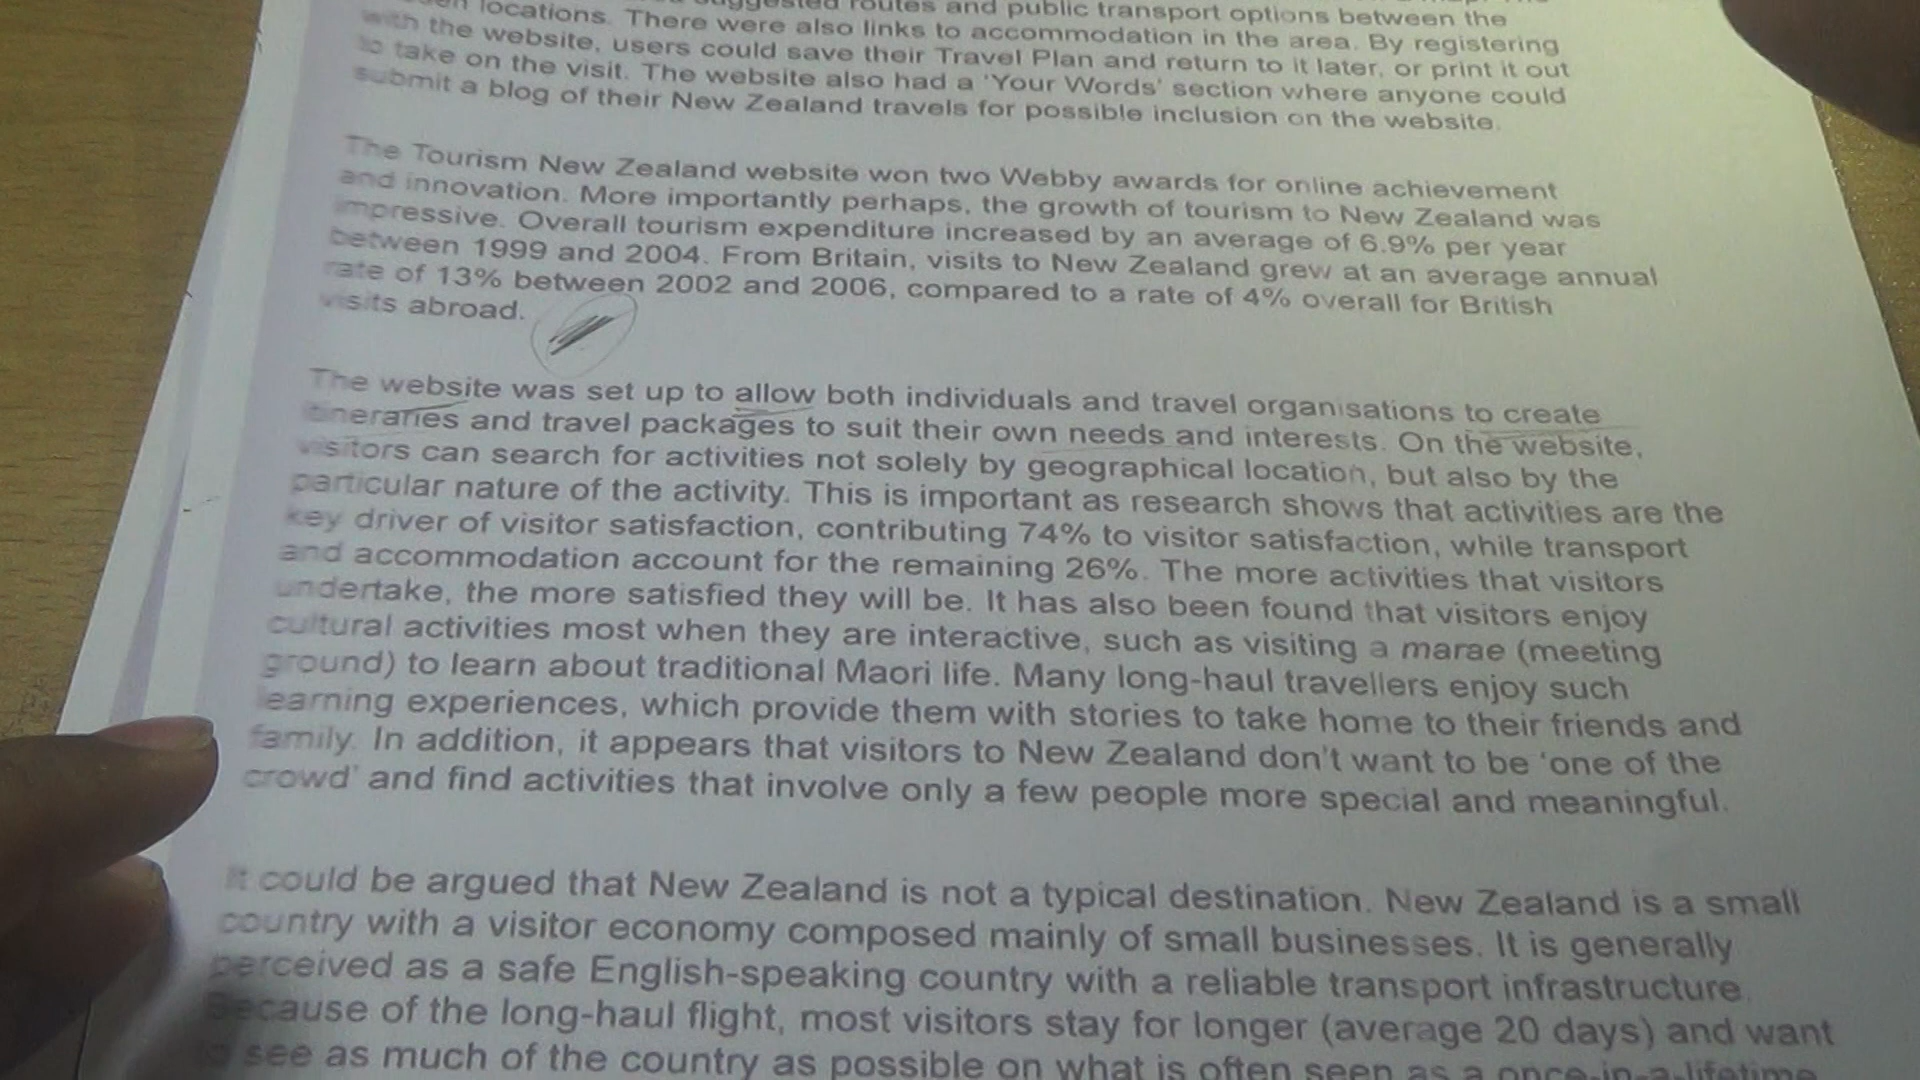 locations. There were also links to accommodation in the area. By registering
with the website, users could save their Travel Plan and return to it later, or print it out
to take on the visit. The website also had a 'Your Words' section where anyone could
submit a blog of their New Zealand travels for possible inclusion on the website.
The Tourism New Zealand website won two Webby awards for online achievement
and innovation. More importantly perhaps, the growth of tourism to New Zealand was
impressive. Overall tourism expenditure increased by an average of 6.9% per year
between 1999 and 2004. From Britain, visits to New Zealand grew at an average annual
rate of 13% between 2002 and 2006, compared to a rate of 4% overall for British
visits abroad.
The website was set up to allow both individuals and travel organisations to create
itineraries and travel packages to suit their own needs and interests. On the website,
visitors can search for activities not solely by geographical location, but also by the
particular nature of the activity. This is important as research shows that activities are the
key driver of visitor satisfaction, contributing 74% to visitor satisfaction, while transport
and accommodation account for the remaining 26%. The more activities that visitors
undertake, the more satisfied they will be. It has also been found that visitors enjoy
cultural activities most when they are interactive, such as visiting a marae (meeting
ground) to learn about traditional Maori life. Many long-haul travellers enjoy such
learning experiences, which provide them with stories to take home to their friends and
family. In addition, it appears that visitors to New Zealand don't want to be 'one of the
crowd' and find activities that involve only a few people more special and meaningful.
It could be argued that New Zealand is not a typical destination. New Zealand is a small
country with a visitor economy composed mainly of small businesses. It is generally
perceived as a safe English-speaking country with a reliable transport infrastructure.
Because of the long-haul flight, most visitors stay for longer (average 20 days) and want
to see as much of the country as possible on what is often seen as a once-in-a-lifetime